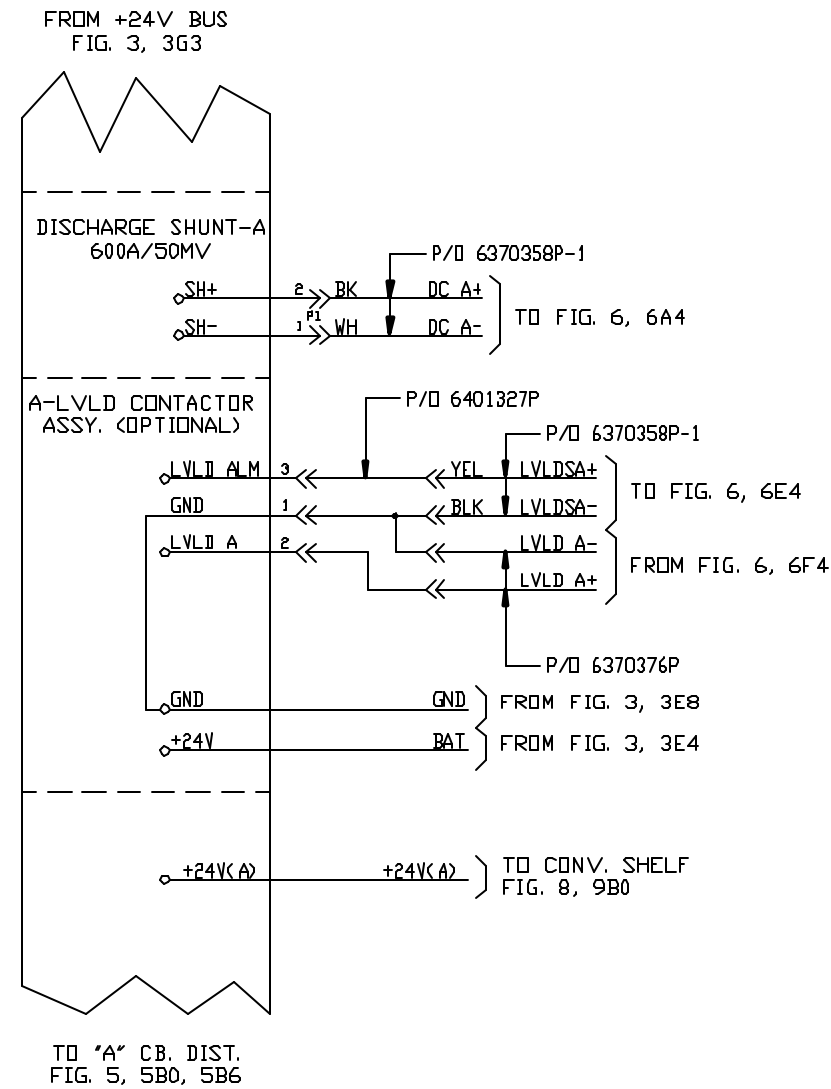 FROM +24V BUS
FIG. 3, 3G3
DISCHARGE SHUNT-A
600A/50MV
P/O 6370358P-1
SH+ 2 BK DC A+
P1
SH- 1 WH DC A-
TO FIG. 6, 6A4
A-LVLD CONTACTOR
ASSY. (OPTIONAL)
P/O 6401327P
P/O 6370358P-1
LVLD ALM 3 YEL LVLDSA+
GND 1 BLK LVLDSA-
TO FIG. 6, 6E4
LVLD A 2 LVLD A-
LVLD A+
FROM FIG. 6, 6F4
P/O 6370376P
GND GND FROM FIG. 3, 3E8
+24V BAT FROM FIG. 3, 3E4
+24V(A) +24V(A)
TO CONV. SHELF
FIG. 8, 9B0
TO "A" CB. DIST.
FIG. 5, 5B0, 5B6